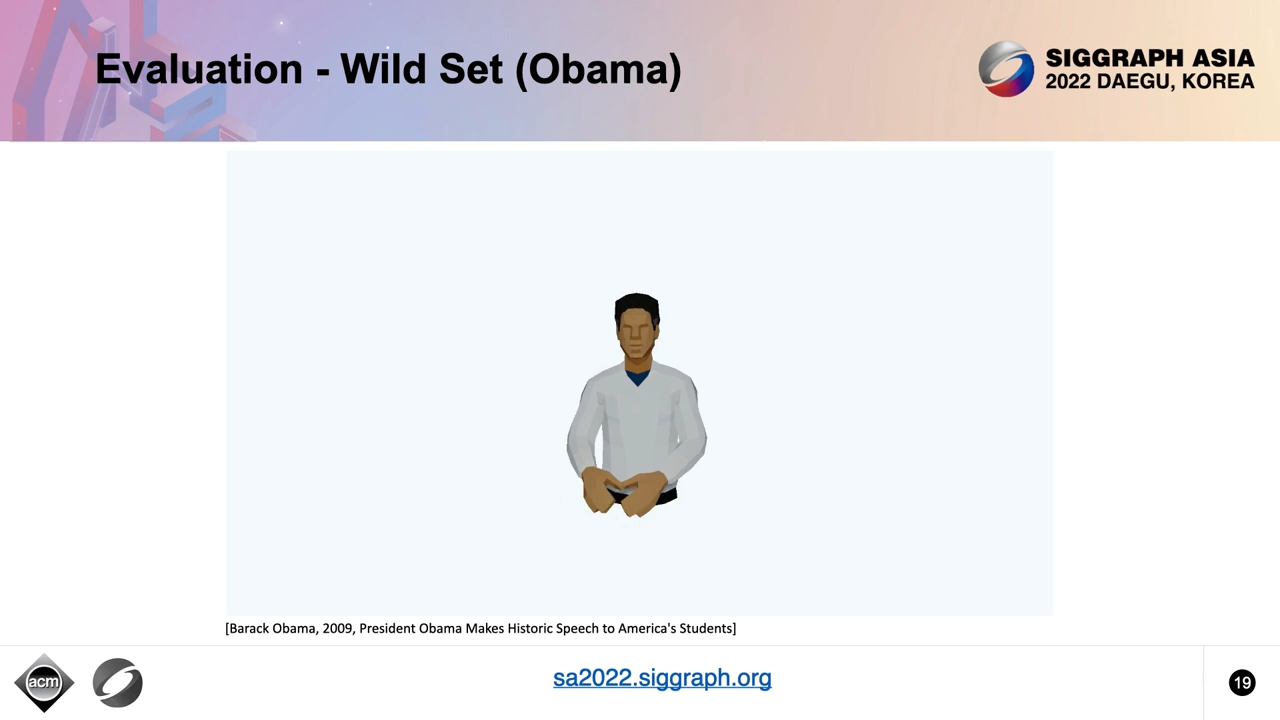 Evaluation - Wild Set (Obama)
SIGGRAPH ASIA
2022 DAEGU, KOREA
[Barack Obama, 2009, President Obama Makes Historic Speech to America's Students]
acm
sa2022.siggraph.org
19